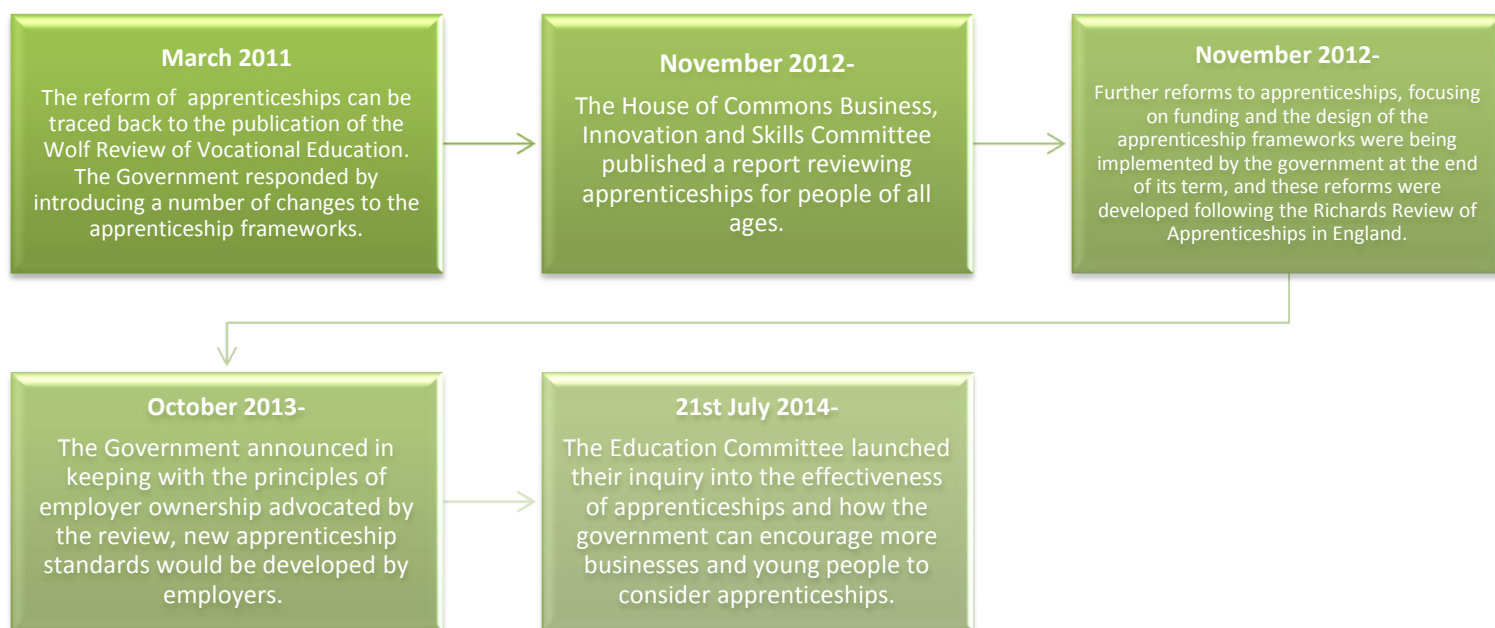 March 2011
The reform of apprenticeships can be
traced back to the publication of the
Wolf Review of Vocational Education.
The Government responded by
introducing a number of changes to the
apprenticeship frameworks.
November 2012-
The House of Commons Business,
Innovation and Skills Committee
published a report reviewing
apprenticeships for people of all
ages.
November 2012-
Further reforms to apprenticeships, focusing
on funding and the design of the
apprenticeship frameworks were being
implemented by the government at the end
of its term, and these reforms were
developed following the Richards Review of
Apprenticeships in England.
October 2013-
The Government announced in
keeping with the principles of
employer ownership advocated by
the review, new apprenticeship
standards would be developed by
employers.
21st July 2014-
The Education Committee launched
their inquiry into the effectiveness
of apprenticeships and how the
government can encourage more
businesses and young people to
consider apprenticeships.